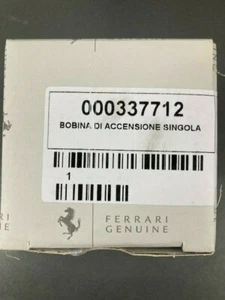 000337712
BOBINA DI ACCENSIONE SINGOLA
1
FERRARI
GENUINE